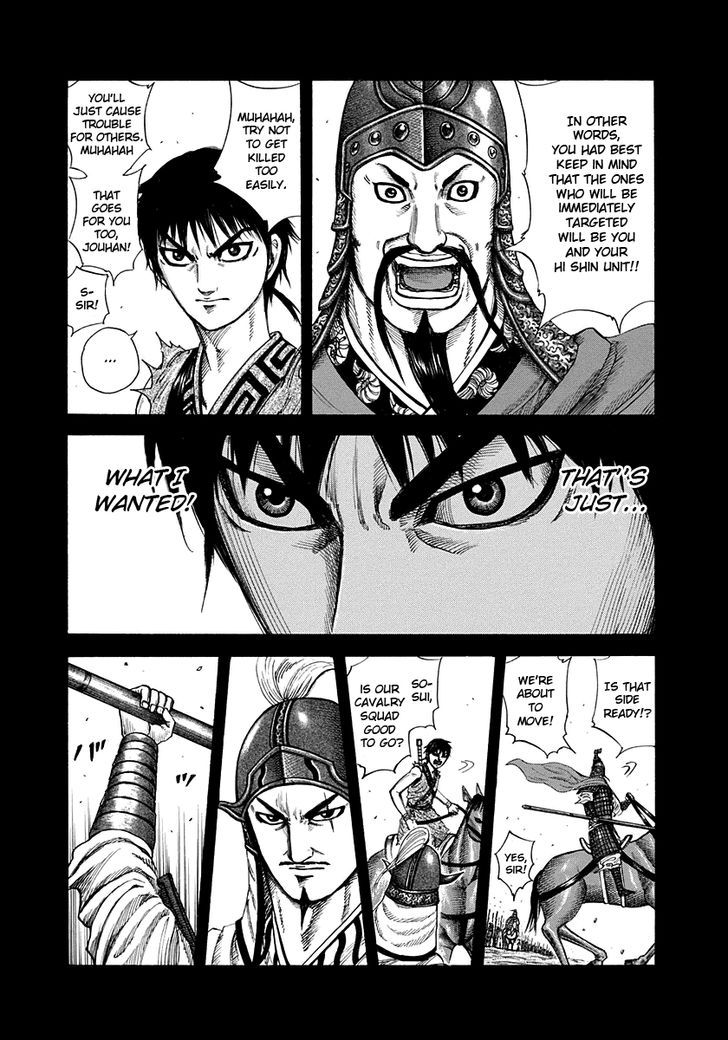 IN OTHER
WORDS,
YOU HAD BEST
KEEP IN MIND
THAT THE ONES
WHO WILL BE
IMMEDIATELY
TARGETED
WILL BE YOU
AND YOUR
HI SHIN UNIT!!
MUHAHAH,
TRY NOT
TO GET
KILLED
TOO
EASILY.
YOU'LL
JUST CAUSE
TROUBLE
FOR OTHERS.
MUHAHAH
THAT
GOES
FOR YOU
TOO,
JOUHAN!
S-
SIR!
...
THAT'S
JUST...
WHAT I
WANTED!
IS THAT
SIDE
READY!?
WE'RE
ABOUT
TO
MOVE!
YES,
SIR!
SO-
SUI,
IS OUR
CAVALRY
SQUAD
GOOD
TO GO?